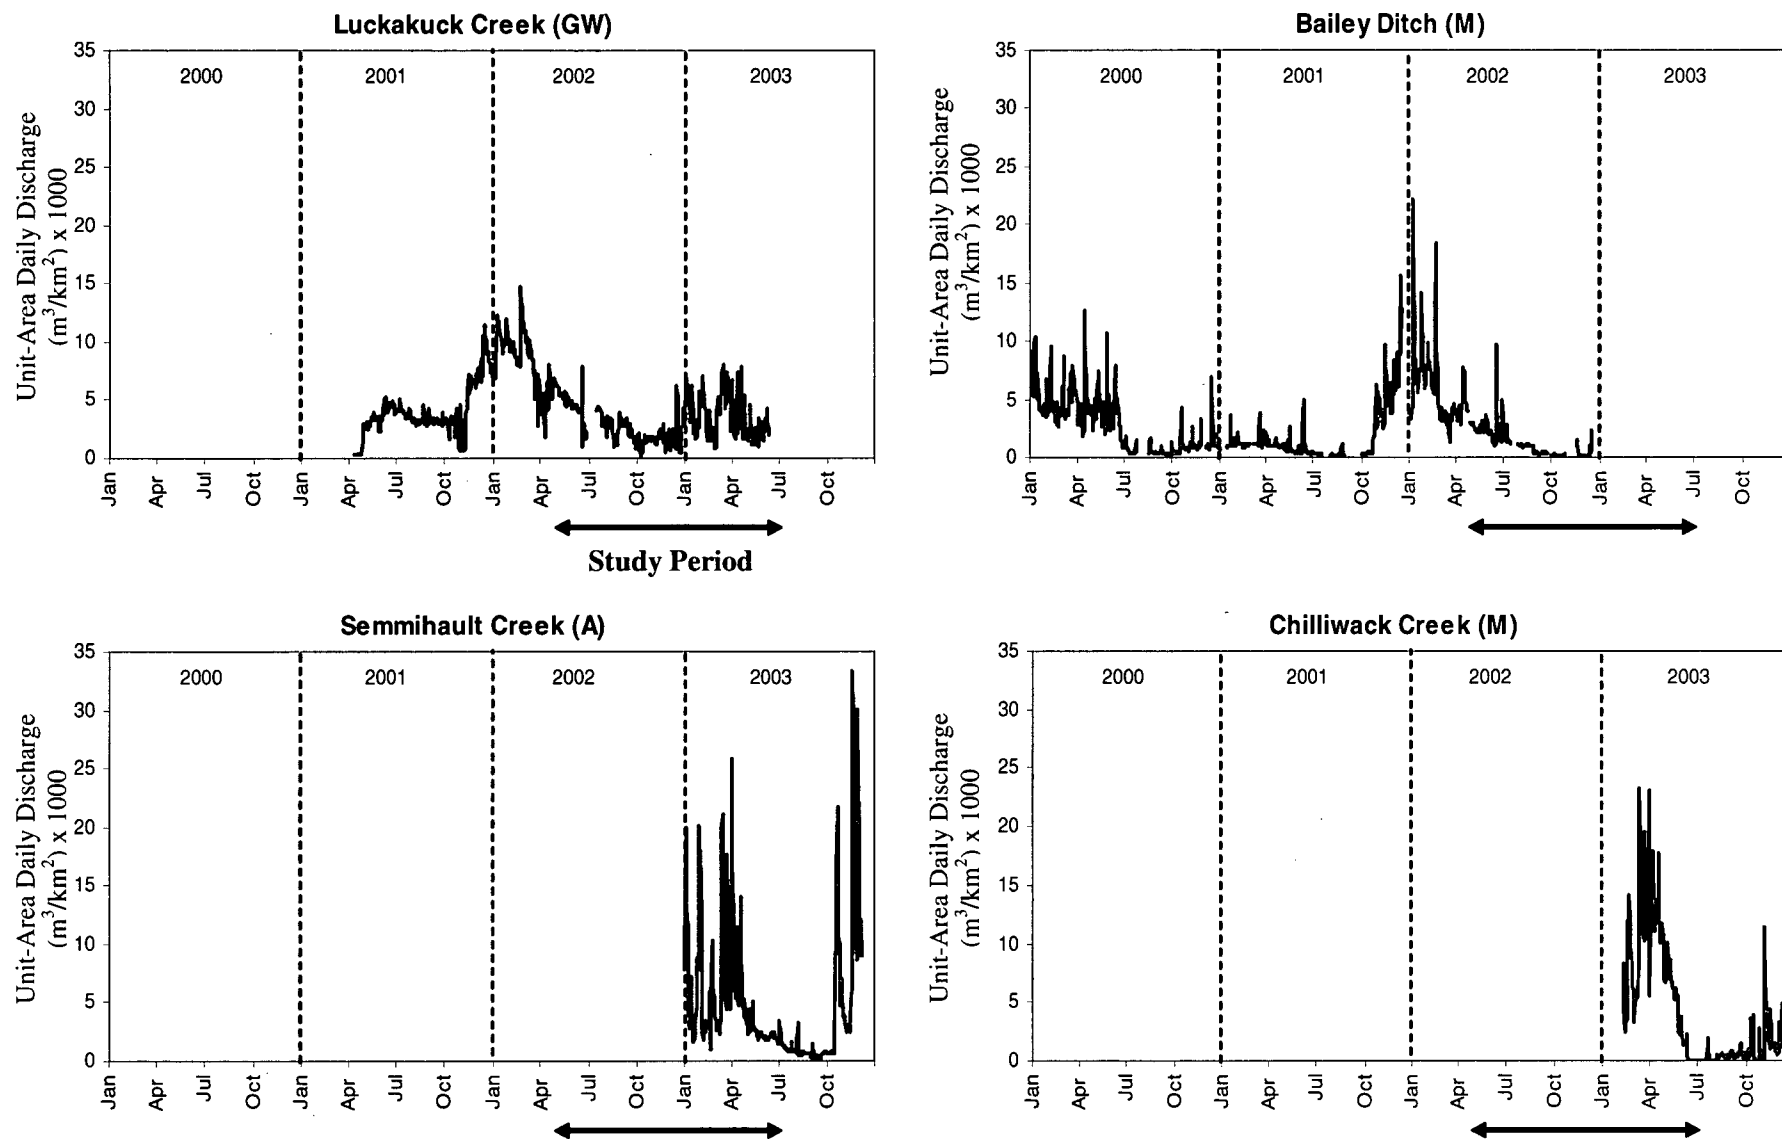 Luckakuck Creek (GW)
35
30
25
20
15
10
5
0
Unit-Area Daily Discharge
(m³/km²) x 1000
2000
2001
2002
2003
Jan
Apr
Jul
Oct
Jan
Apr
Jul
Oct
Jan
Apr
Jul
Oct
Jan
Apr
Jul
Oct
Study Period
Bailey Ditch (M)
35
30
25
20
15
10
5
0
Unit-Area Daily Discharge
(m³/km²) x 1000
2000
2001
2002
2003
Jan
Apr
Jul
Oct
Jan
Apr
Jul
Oct
Jan
Apr
Jul
Oct
Jan
Apr
Jul
Oct
Semmihault Creek (A)
35
30
25
20
15
10
5
0
Unit-Area Daily Discharge
(m³/km²) x 1000
2000
2001
2002
2003
Jan
Apr
Jul
Oct
Jan
Apr
Jul
Oct
Jan
Apr
Jul
Oct
Jan
Apr
Jul
Oct
Chilliwack Creek (M)
35
30
25
20
15
10
5
0
Unit-Area Daily Discharge
(m³/km²) x 1000
2000
2001
2002
2003
Jan
Apr
Jul
Oct
Jan
Apr
Jul
Oct
Jan
Apr
Jul
Oct
Jan
Apr
Jul
Oct